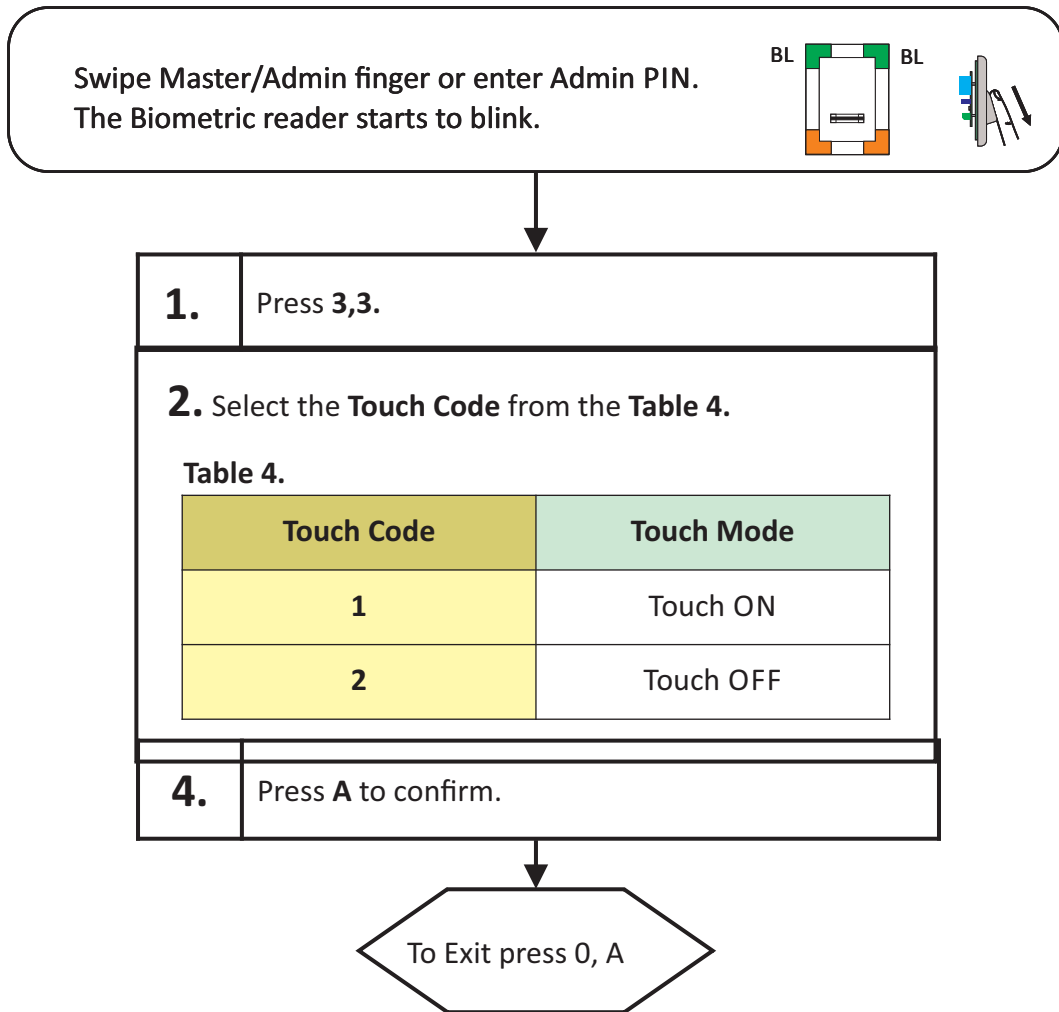 Swipe Master/Admin finger or enter Admin PIN.
The Biometric reader starts to blink.
BL BL
1. Press 3,3.
2. Select the Touch Code from the Table 4.
Table 4.
Touch Code Touch Mode
1 Touch ON
2 Touch OFF
4. Press A to confirm.
To Exit press 0, A